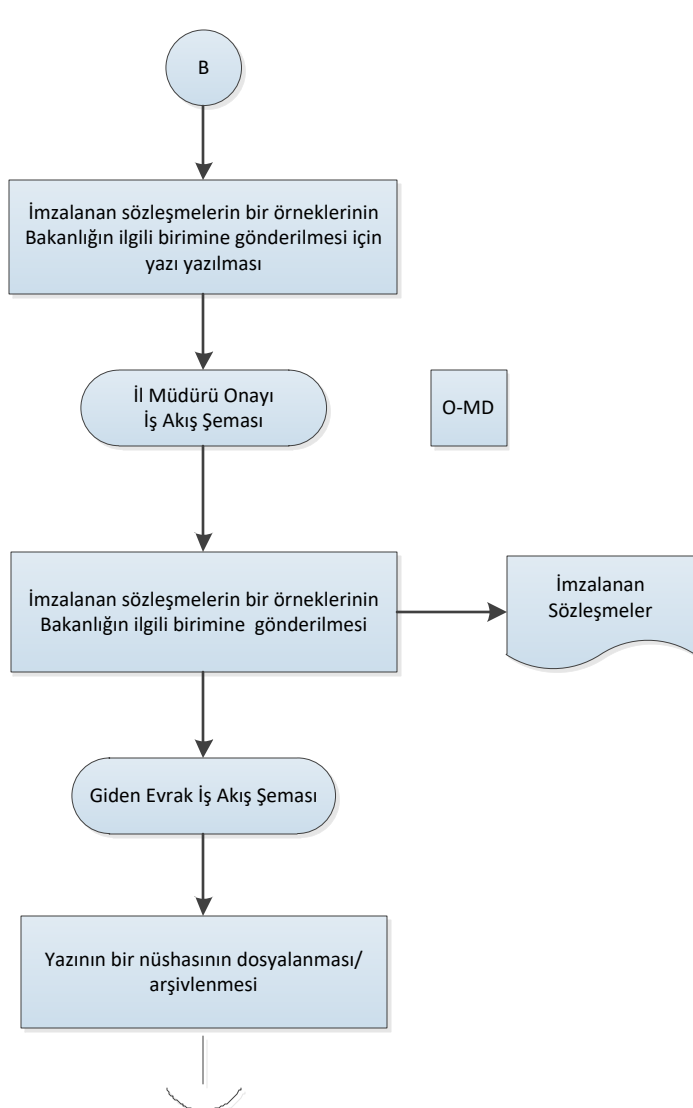 B
İmzalanan sözleşmelerin bir örneklerinin
Bakanlığın ilgili birimine gönderilmesi için
yazı yazılması
İl Müdürü Onayı
İş Akış Şeması
O-MD
İmzalanan sözleşmelerin bir örneklerinin
Bakanlığın ilgili birimine  gönderilmesi
İmzalanan
Sözleşmeler
Giden Evrak İş Akış Şeması
Yazının bir nüshasının dosyalanması/
arşivlenmesi